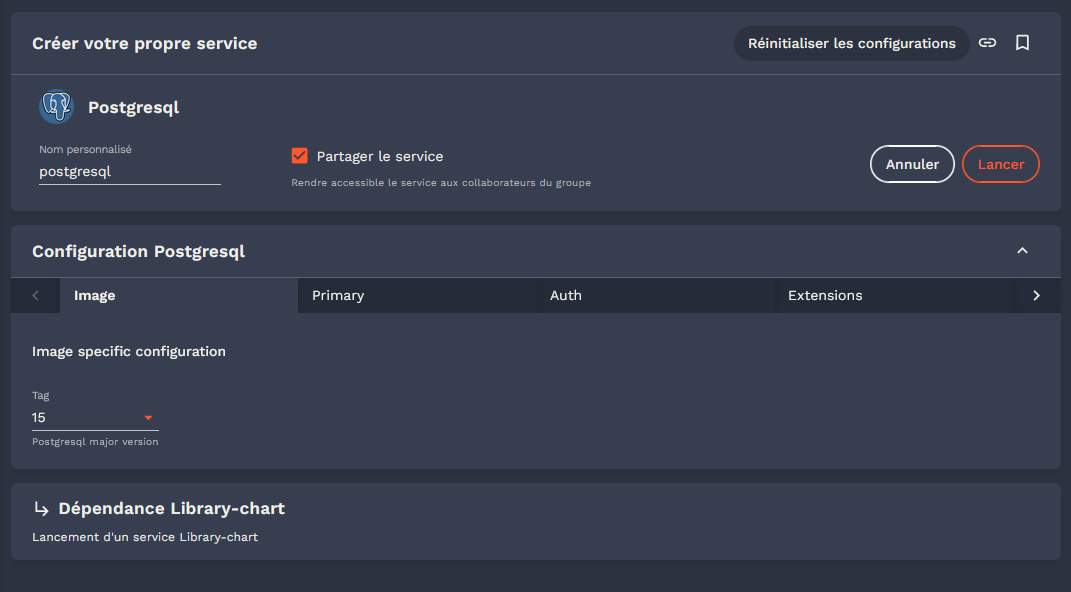 Créer votre propre service
Réinitialiser les configurations
Postgresql
Nom personnalisé
postgresql
Partager le service
Rendre accessible le service aux collaborateurs du groupe
Annuler
Lancer
Configuration Postgresql
Image
Primary
Auth
Extensions
Image specific configuration
Tag
15
Postgresql major version
Dépendance Library-chart
Lancement d'un service Library-chart